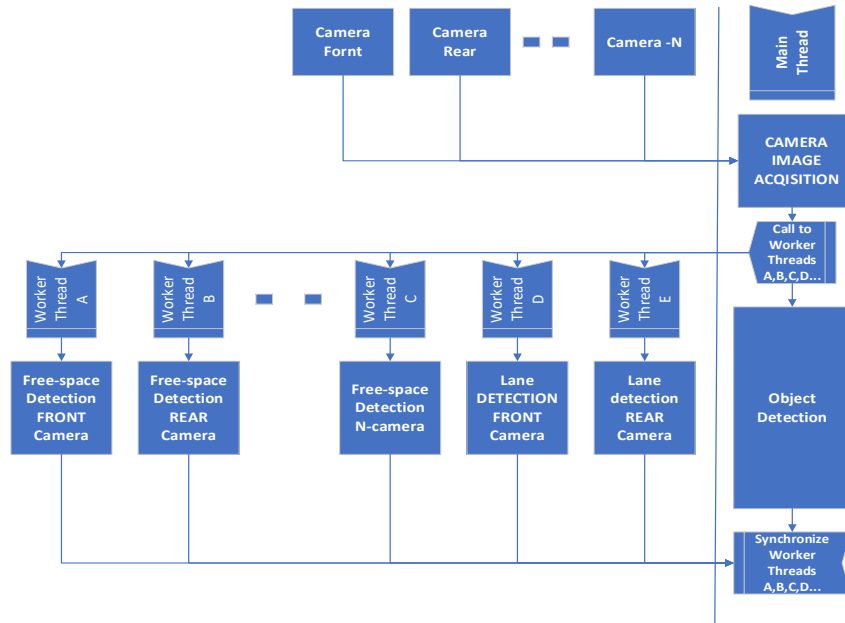 Camera
Fornt
Camera
Rear
Camera -N
Main
Thread
CAMERA
IMAGE
ACQISITION
Call to
Worker
Threads
A,B,C,D...
Worker
Thread
A
Worker
Thread
B
Worker
Thread
C
Worker
Thread
D
Worker
Thread
E
Free-space
Detection
FRONT
Camera
Free-space
Detection
REAR
Camera
Free-space
Detection
N-camera
Lane
DETECTION
FRONT
Camera
Lane
detection
REAR
Camera
Object
Detection
Synchronize
Worker
Threads
A,B,C,D...